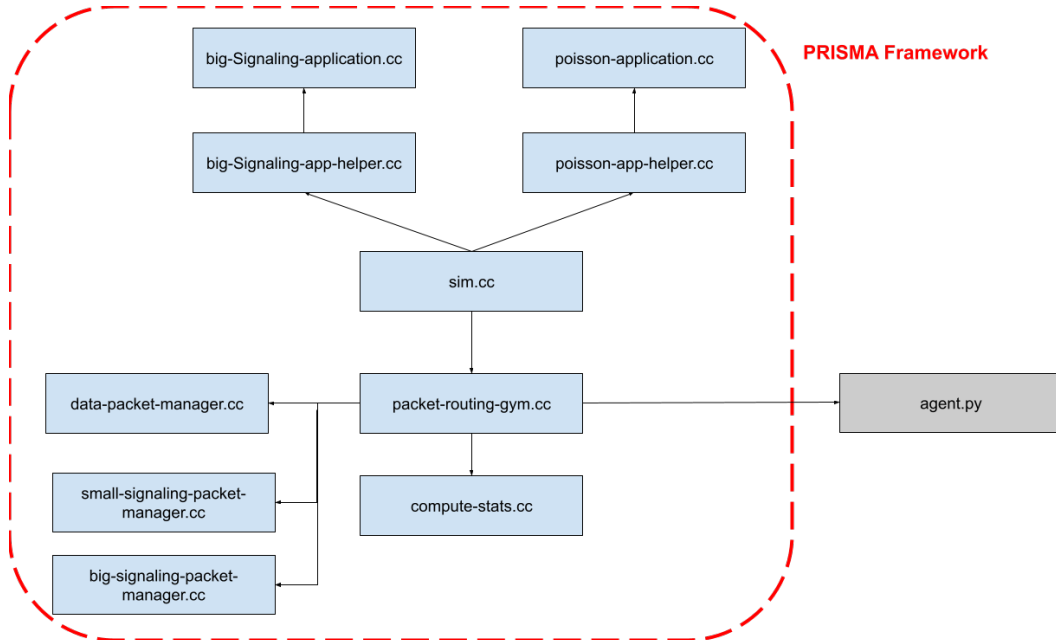 big-Signaling-application.cc
poisson-application.cc
PRISMA Framework
big-Signaling-app-helper.cc
poisson-app-helper.cc
sim.cc
data-packet-manager.cc
packet-routing-gym.cc
agent.py
small-signaling-packet-
manager.cc
compute-stats.cc
big-signaling-packet-
manager.cc